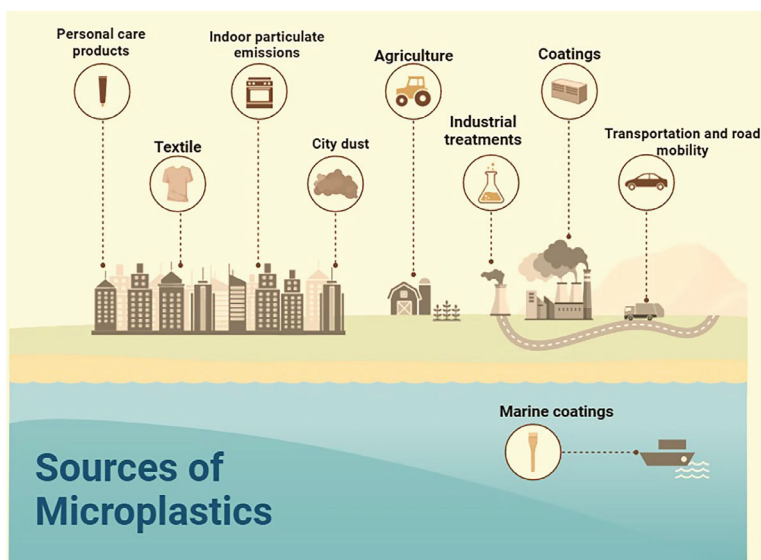 Personal care
products
Indoor particulate
emissions
Agriculture
Coatings
Textile
City dust
Industrial
treatments
Transportation and road
mobility
Marine coatings
Sources of
Microplastics